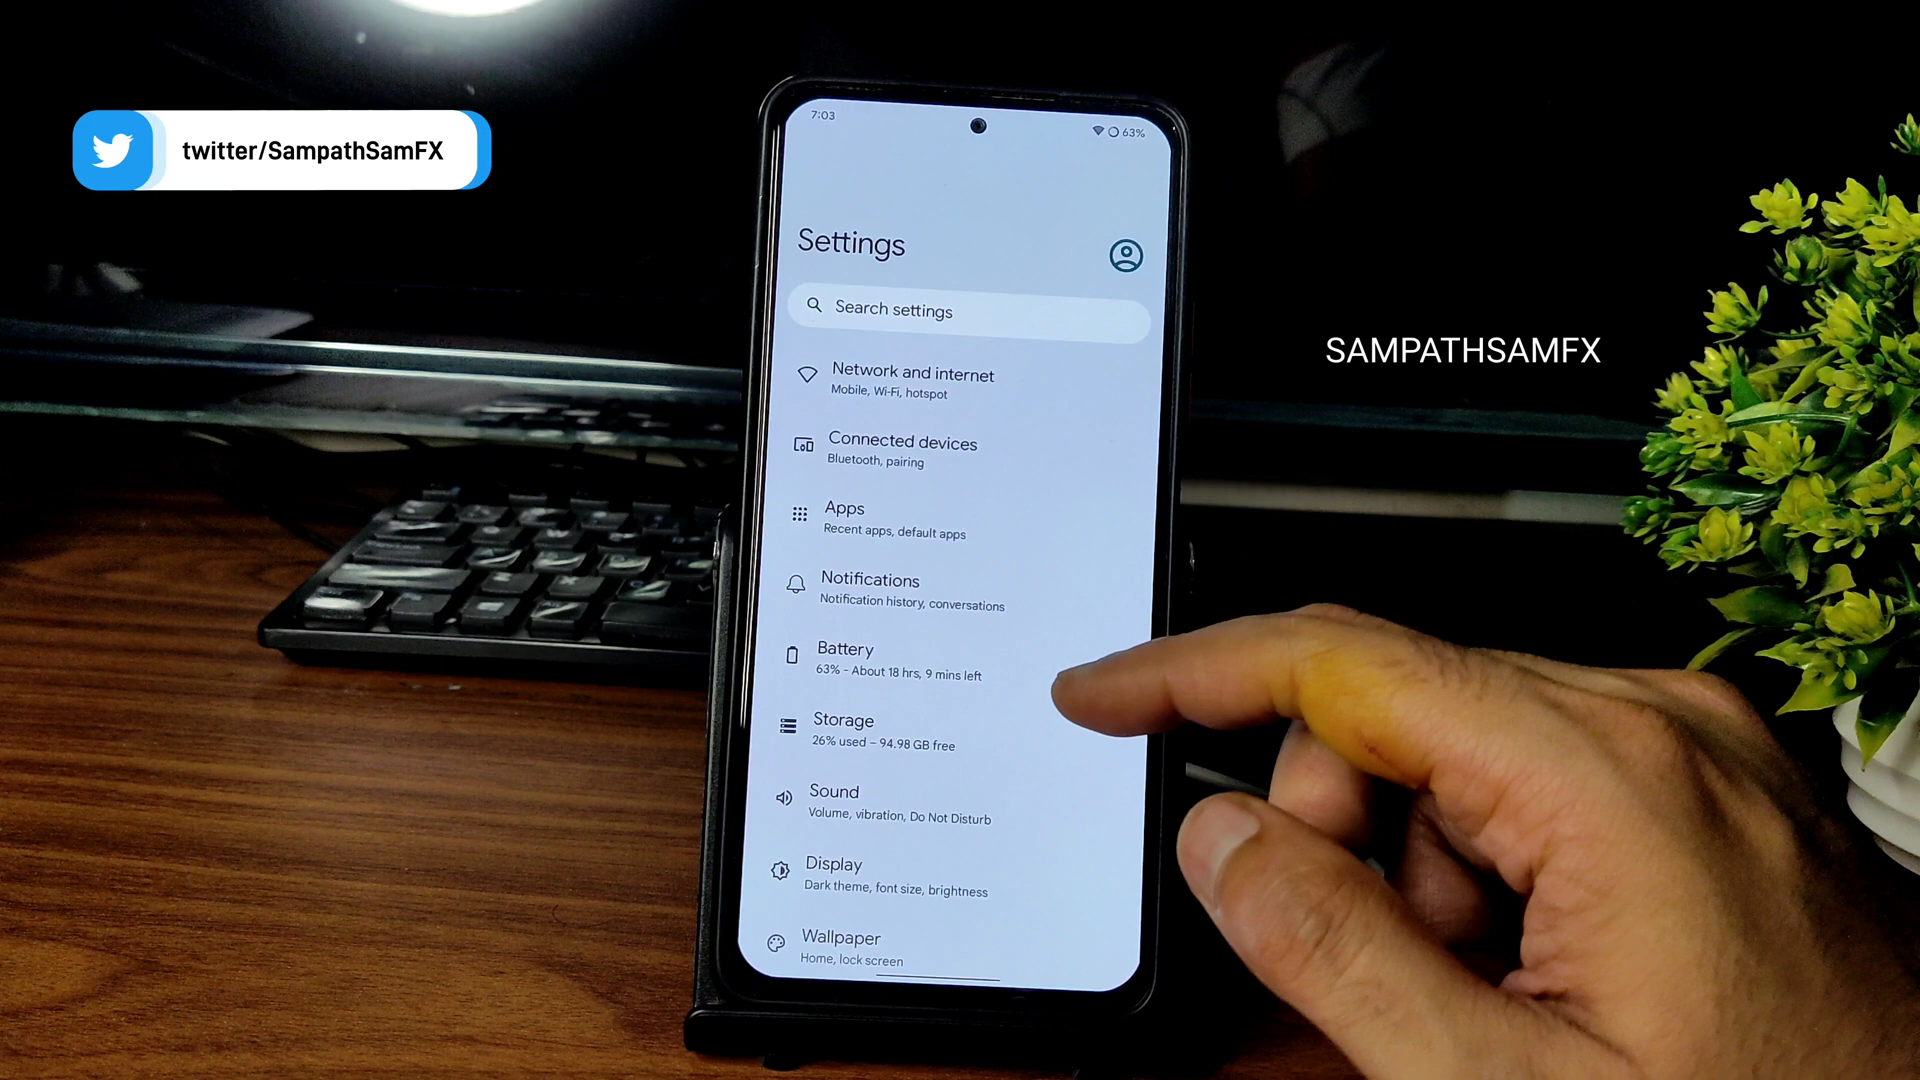 twitter/SampathSamFX
7:03
63%
Settings
Search settings
SAMPATHSAMFX
Network and internet
Mobile, Wi-Fi, hotspot
Connected devices
Bluetooth, pairing
Apps
Recent apps, default apps
Notifications
Notification history, conversations
Battery
63% - About 18 hrs, 9 mins left
Storage
26% used – 94.98 GB free
Sound
Volume, vibration, Do Not Disturb
Display
Dark theme, font size, brightness
Wallpaper
Home, lock screen